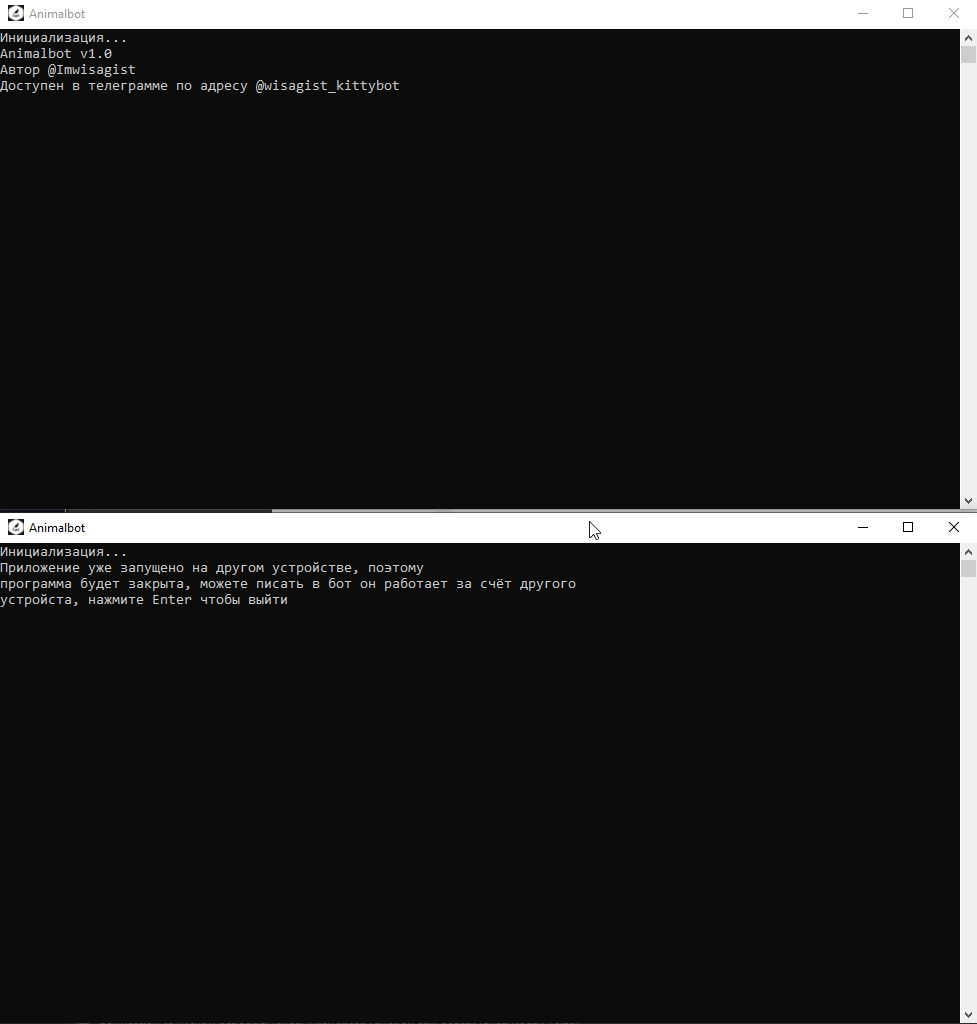 Animalbot
Инициализация...
Animalbot v1.0
Автор @Imwisagist
Доступен в телеграмме по адресу @wisagist_kittybot
Animalbot
Инициализация...
Приложение уже запущено на другом устройстве, поэтому
программа будет закрыта, можете писать в бот он работает за счёт другого
устройста, нажмите Enter чтобы выйти